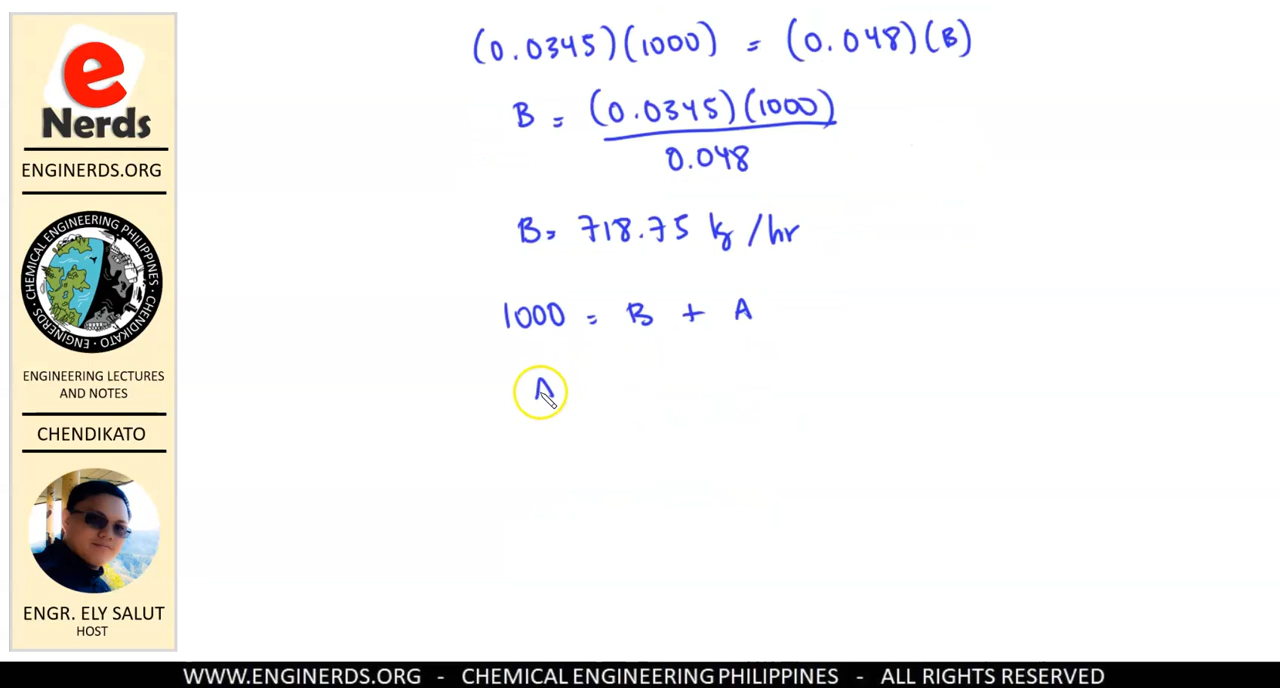 e
Nerds
ENGINERDS.ORG
CHEMICAL ENGINEERING PHILIPPINES
CHENDIKATO - ENGINERDS
ENGINEERING LECTURES
AND NOTES
CHENDIKATO
ENGR. ELY SALUT
HOST
(0.0345)(1000) = (0.048)(B)
B = (0.0345)(1000)
0.048
B= 718.75 kg/hr
1000 = B + A
A
WWW.ENGINERDS.ORG - CHEMICAL ENGINEERING PHILIPPINES - ALL RIGHTS RESERVED